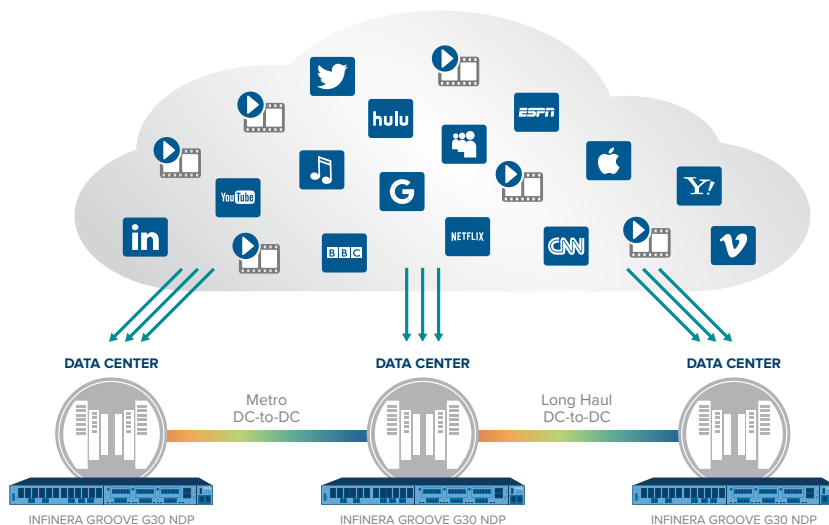 hulu
ESPN
YouTube
G
Y!
in
BBC
NETFLIX
CNN
v
DATA CENTER
DATA CENTER
DATA CENTER
Metro
DC-to-DC
Long Haul
DC-to-DC
INFINERA GROOVE G30 NDP
INFINERA GROOVE G30 NDP
INFINERA GROOVE G30 NDP